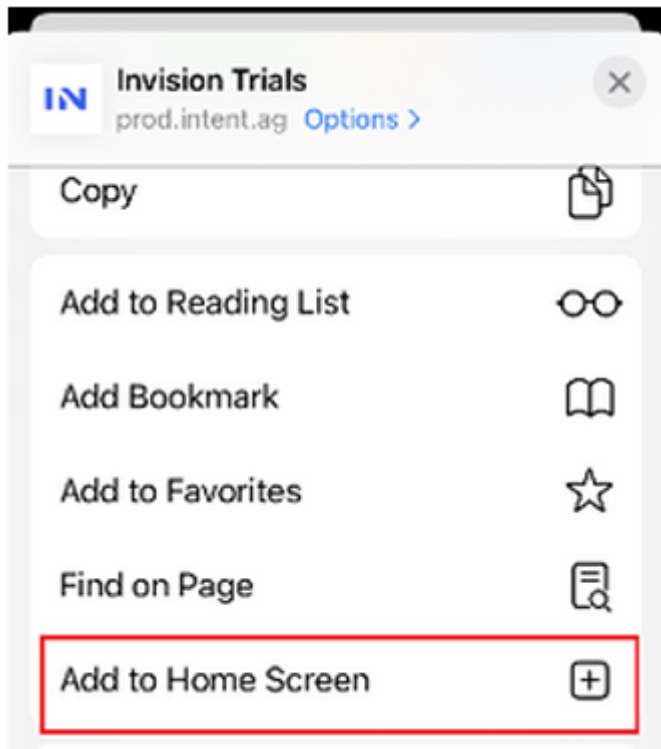 IN
Invision Trials
prod.intent.ag Options >
Copy
Add to Reading List
Add Bookmark
Add to Favorites
Find on Page
Add to Home Screen